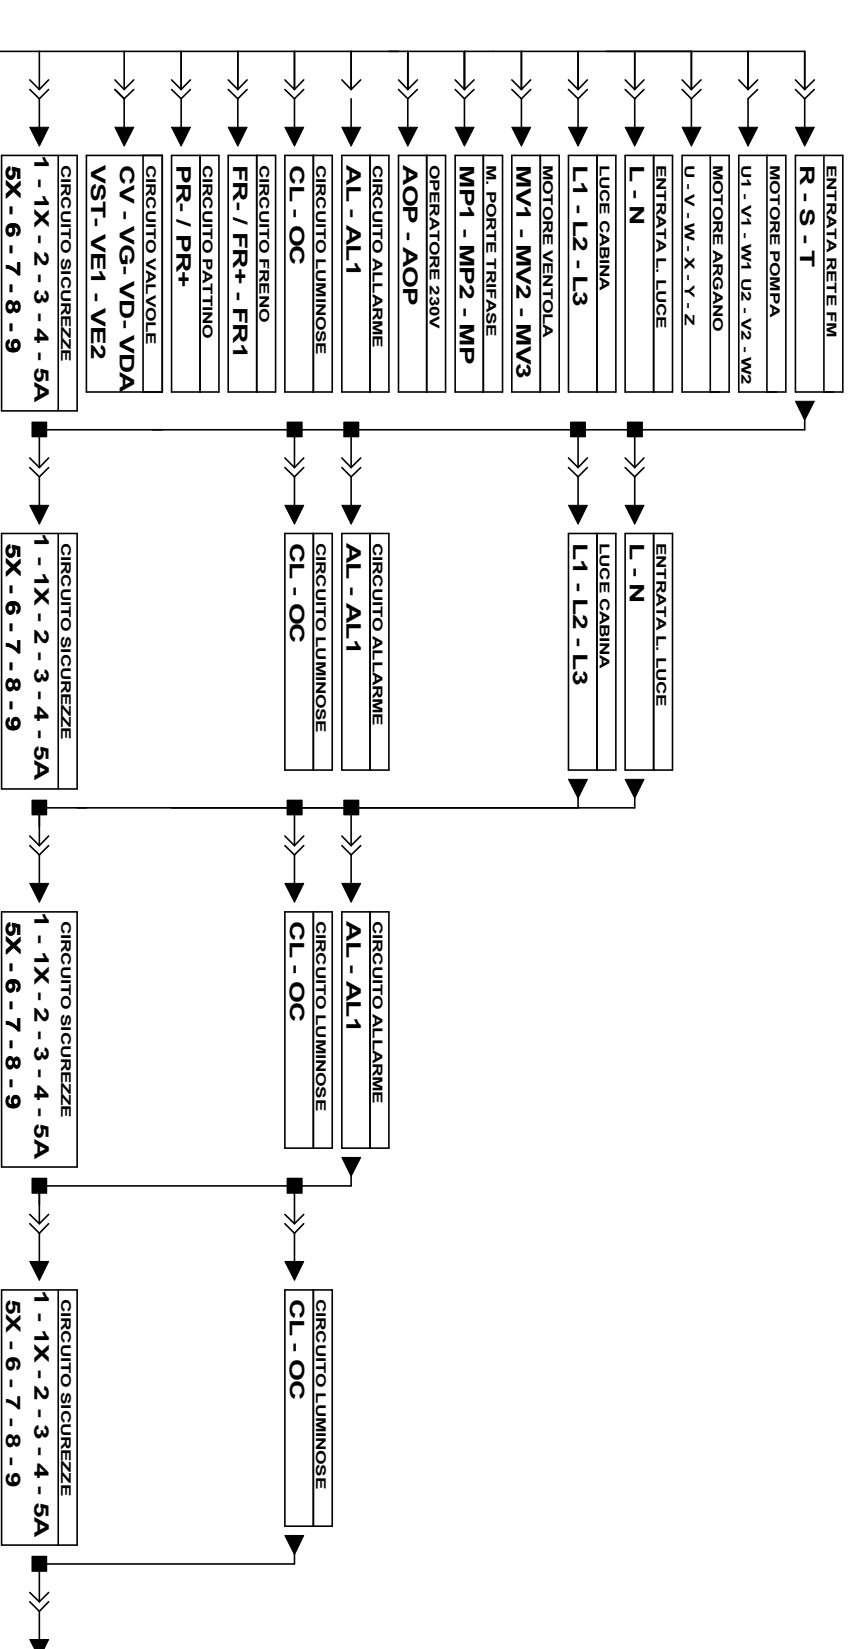 ENTRATA RETE FM
R - S - T
MOTORE POMPA
U1 - V1 - W1 U2 - V2 - W2
MOTORE ARGANO
U - V - W - X - Y - Z
ENTRATA L. LUCE
L - N
LUCE CABINA
L1 - L2 - L3
MOTORE VENTOLA
MV1 - MV2 - MV3
M. PORTE TRIFASE
MP1 - MP2 - MP
OPERATORE 230V
AOP - AOP
CIRCUITO ALLARME
AL - AL1
CIRCUITO LUMINOSE
CL - OC
CIRCUITO FRENO
FR- / FR+ - FR1
CIRCUITO PATTINO
PR- / PR+
CIRCUITO VALVOLE
CV - VG- VD- VDA
VST- VE1 - VE2
CIRCUITO SICUREZZE
1 - 1X - 2 - 3 - 4 - 5A
5X - 6 - 7 - 8 - 9
ENTRATA L. LUCE
L - N
LUCE CABINA
L1 - L2 - L3
CIRCUITO ALLARME
AL - AL1
CIRCUITO LUMINOSE
CL - OC
CIRCUITO SICUREZZE
1 - 1X - 2 - 3 - 4 - 5A
5X - 6 - 7 - 8 - 9
CIRCUITO ALLARME
AL - AL1
CIRCUITO LUMINOSE
CL - OC
CIRCUITO SICUREZZE
1 - 1X - 2 - 3 - 4 - 5A
5X - 6 - 7 - 8 - 9
CIRCUITO LUMINOSE
CL - OC
CIRCUITO SICUREZZE
1 - 1X - 2 - 3 - 4 - 5A
5X - 6 - 7 - 8 - 9